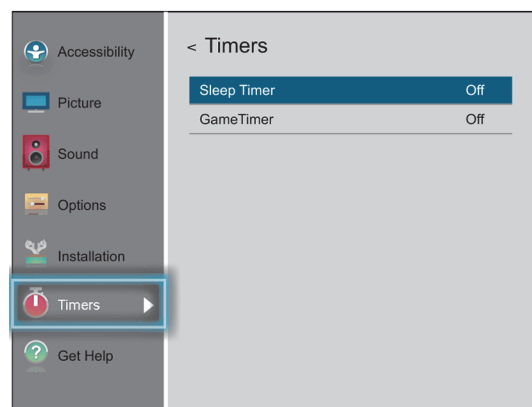 Accessibility
Picture
Sound
Options
Installation
Timers
Get Help
< Timers
Sleep Timer Off
GameTimer Off